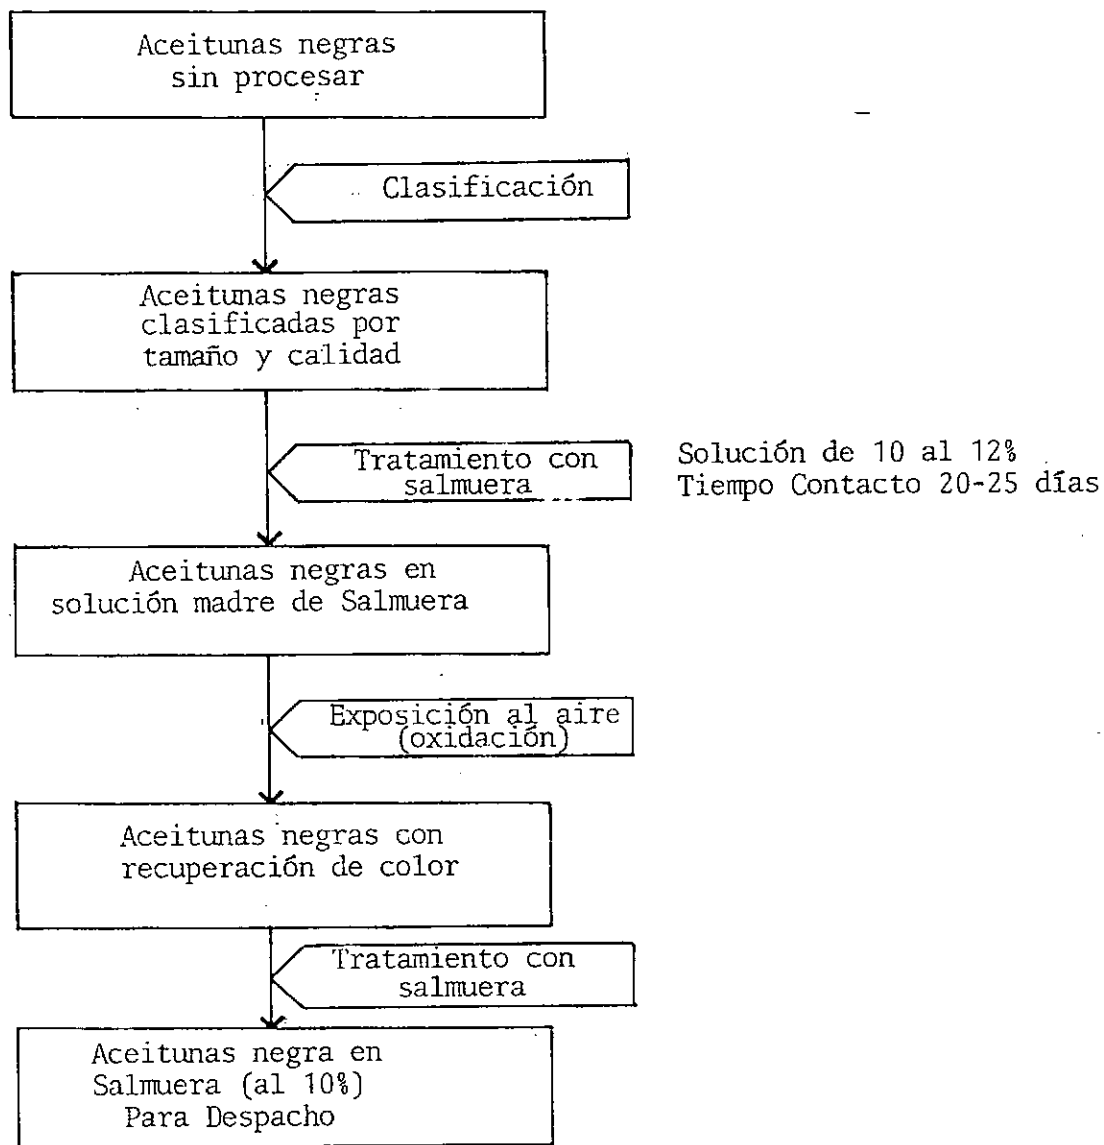 Aceitunas negras
sin procesar
Clasificación
Aceitunas negras
clasificadas por
tamaño y calidad
Tratamiento con
salmuera
Solución de 10 al 12%
Tiempo Contacto 20-25 días
Aceitunas negras en
solución madre de Salmuera
Exposición al aire
(oxidación)
Aceitunas negras con
recuperación de color
Tratamiento con
salmuera
Aceitunas negra en
Salmuera (al 10%)
Para Despacho